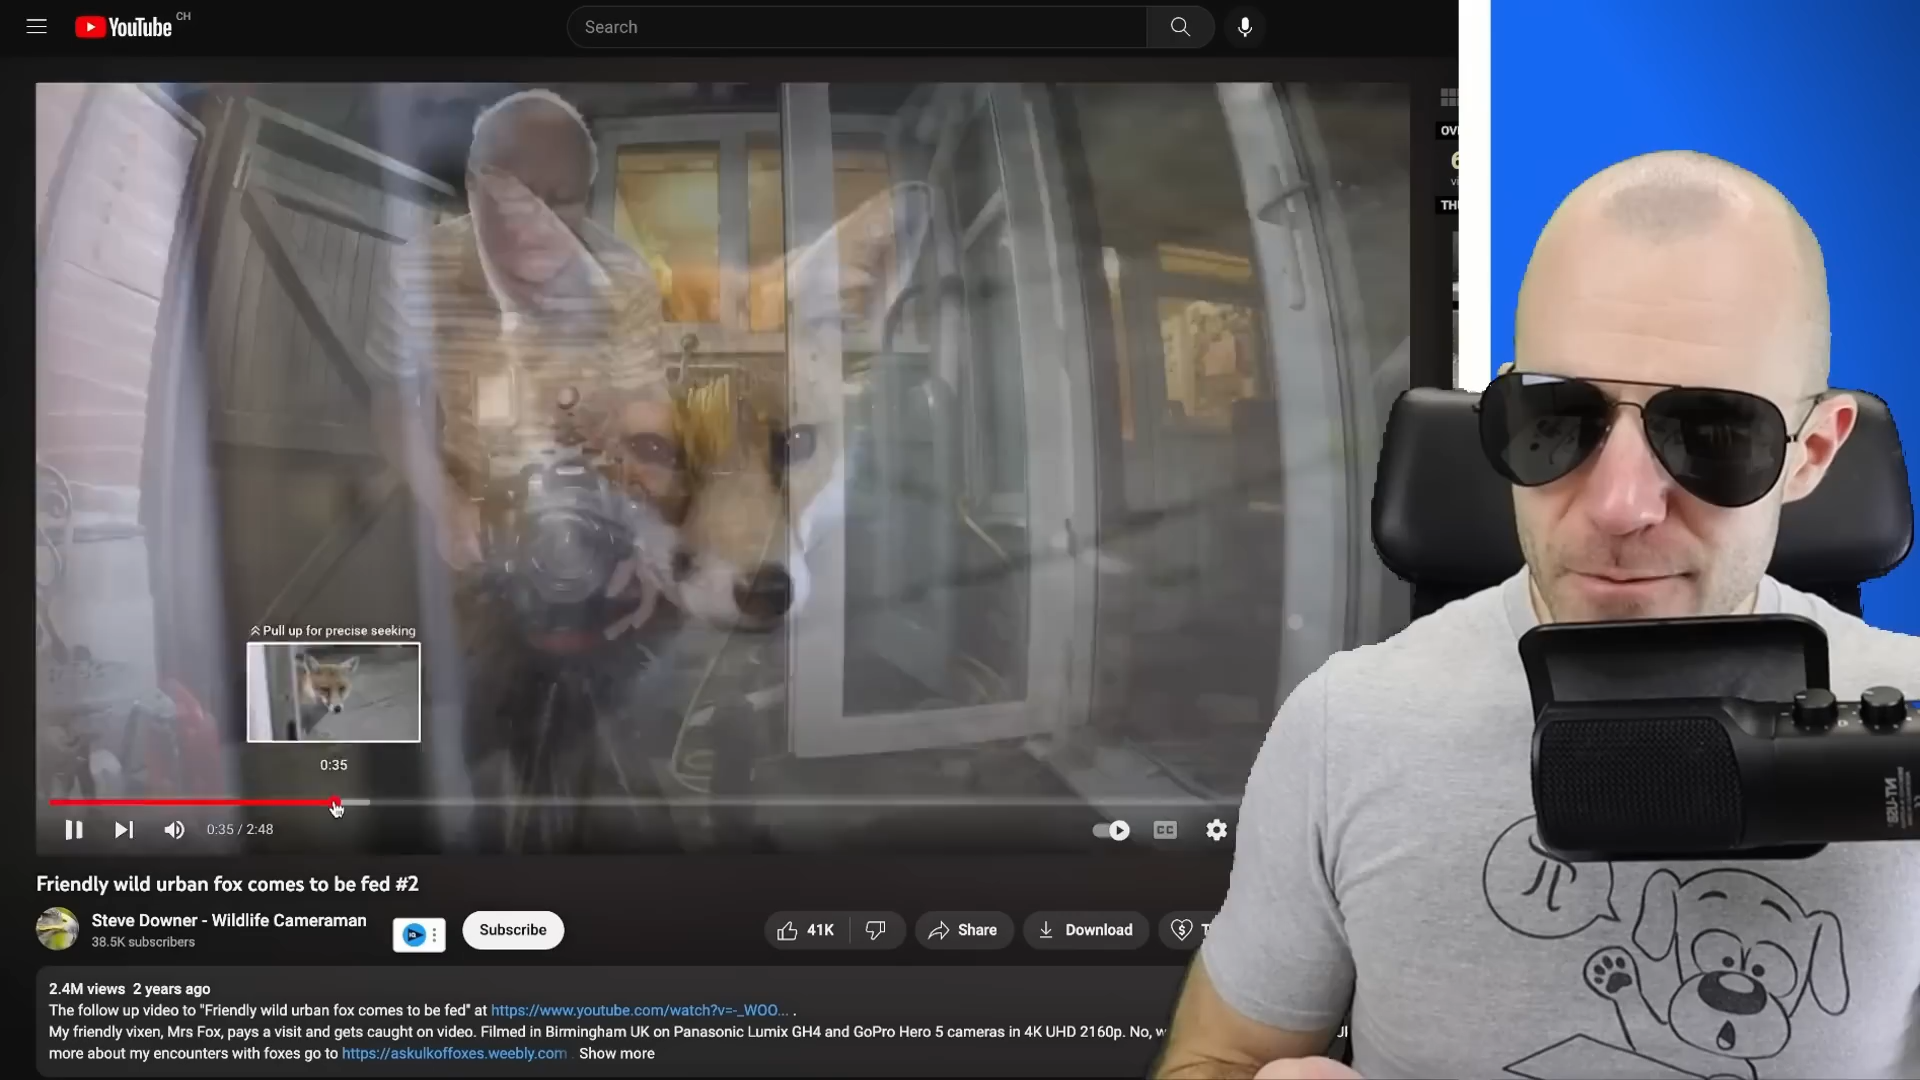 YouTube CH
Search
Pull up for precise seeking
0:35
0:35 / 2:48
CC
Friendly wild urban fox comes to be fed #2
Steve Downer - Wildlife Cameraman
38.5K subscribers
Subscribe
41K
Share
Download
2.4M views 2 years ago
The follow up video to "Friendly wild urban fox comes to be fed" at https://www.youtube.com/watch?v=-_WOO... .
My friendly vixen, Mrs Fox, pays a visit and gets caught on video. Filmed in Birmingham UK on Panasonic Lumix GH4 and GoPro Hero 5 cameras in 4K UHD 2160p. No,
more about my encounters with foxes go to https://askulkoffoxes.weebly.com . Show more
π
NT-USB